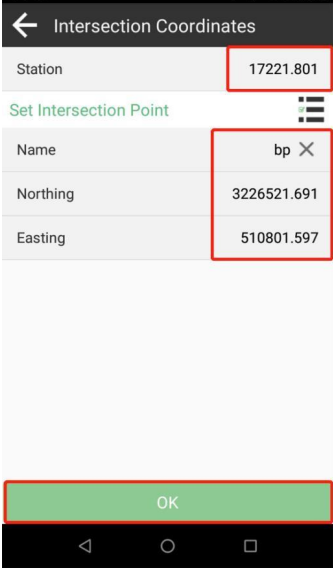 Intersection Coordinates
Station 17221.801
Set Intersection Point
Name bp
Northing 3226521.691
Easting 510801.597
OK